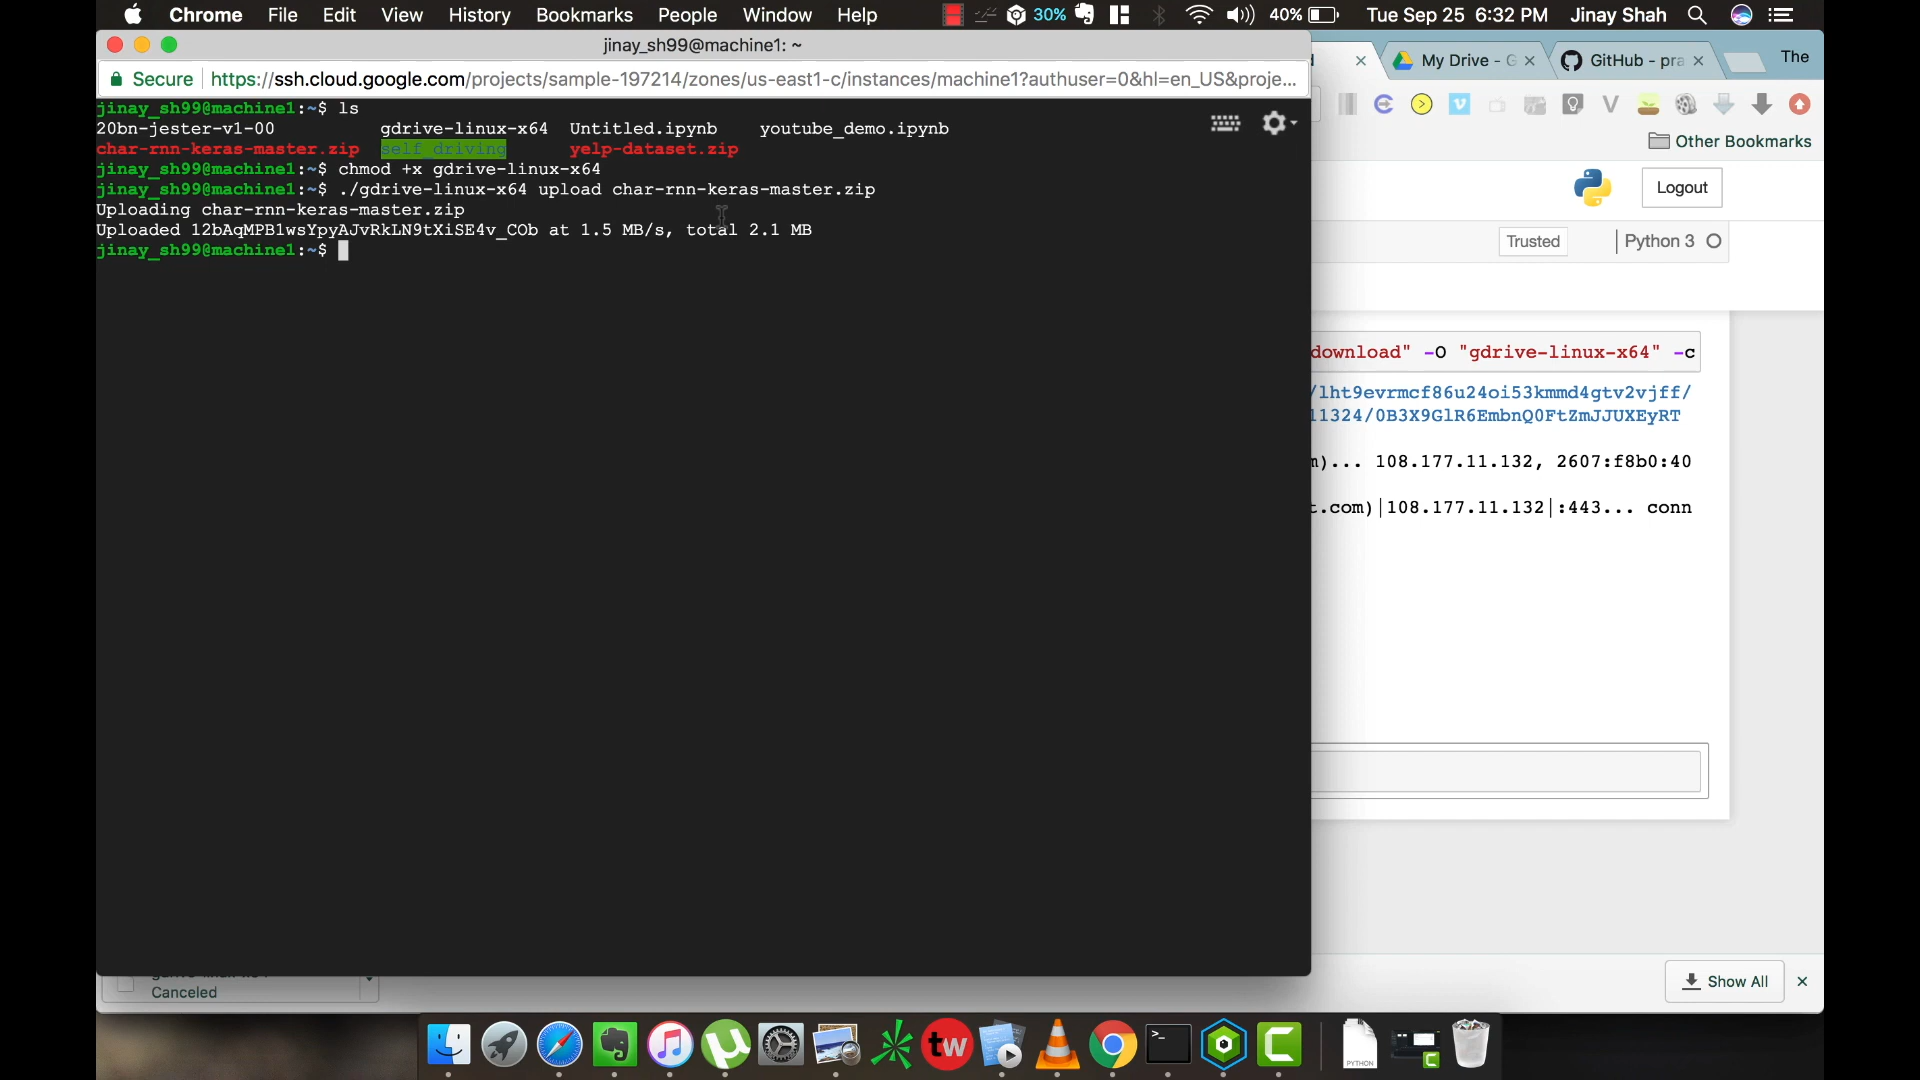 Chrome File Edit View History Bookmarks People Window Help 30% 40% Tue Sep 25 6:32 PM Jinay Shah
jinay_sh99@machine1: ~
My Drive - G
GitHub - pra
The
Secure https://ssh.cloud.google.com/projects/sample-197214/zones/us-east1-c/instances/machine1?authuser=0&hl=en_US&proje...
jinay_sh99@machine1:~$ ls
20bn-jester-v1-00 gdrive-linux-x64 Untitled.ipynb youtube_demo.ipynb
char-rnn-keras-master.zip self_driving yelp-dataset.zip
jinay_sh99@machine1:~$ chmod +x gdrive-linux-x64
jinay_sh99@machine1:~$ ./gdrive-linux-x64 upload char-rnn-keras-master.zip
Uploading char-rnn-keras-master.zip
Uploaded 12bAqMPB1wsYpyAJvRkLN9tXiSE4v_COb at 1.5 MB/s, total 2.1 MB
jinay_sh99@machine1:~$
Other Bookmarks
Logout
Trusted
Python 3
download" -O "gdrive-linux-x64" -c
/lht9evrmcf86u24oi53kmmd4gtv2vjff/
11324/0B3X9GlR6EmbnQ0FtZmJJUXEyRT
)... 108.177.11.132, 2607:f8b0:40
t.com)|108.177.11.132|:443... conn
Canceled
Show All
tw
PYTHON